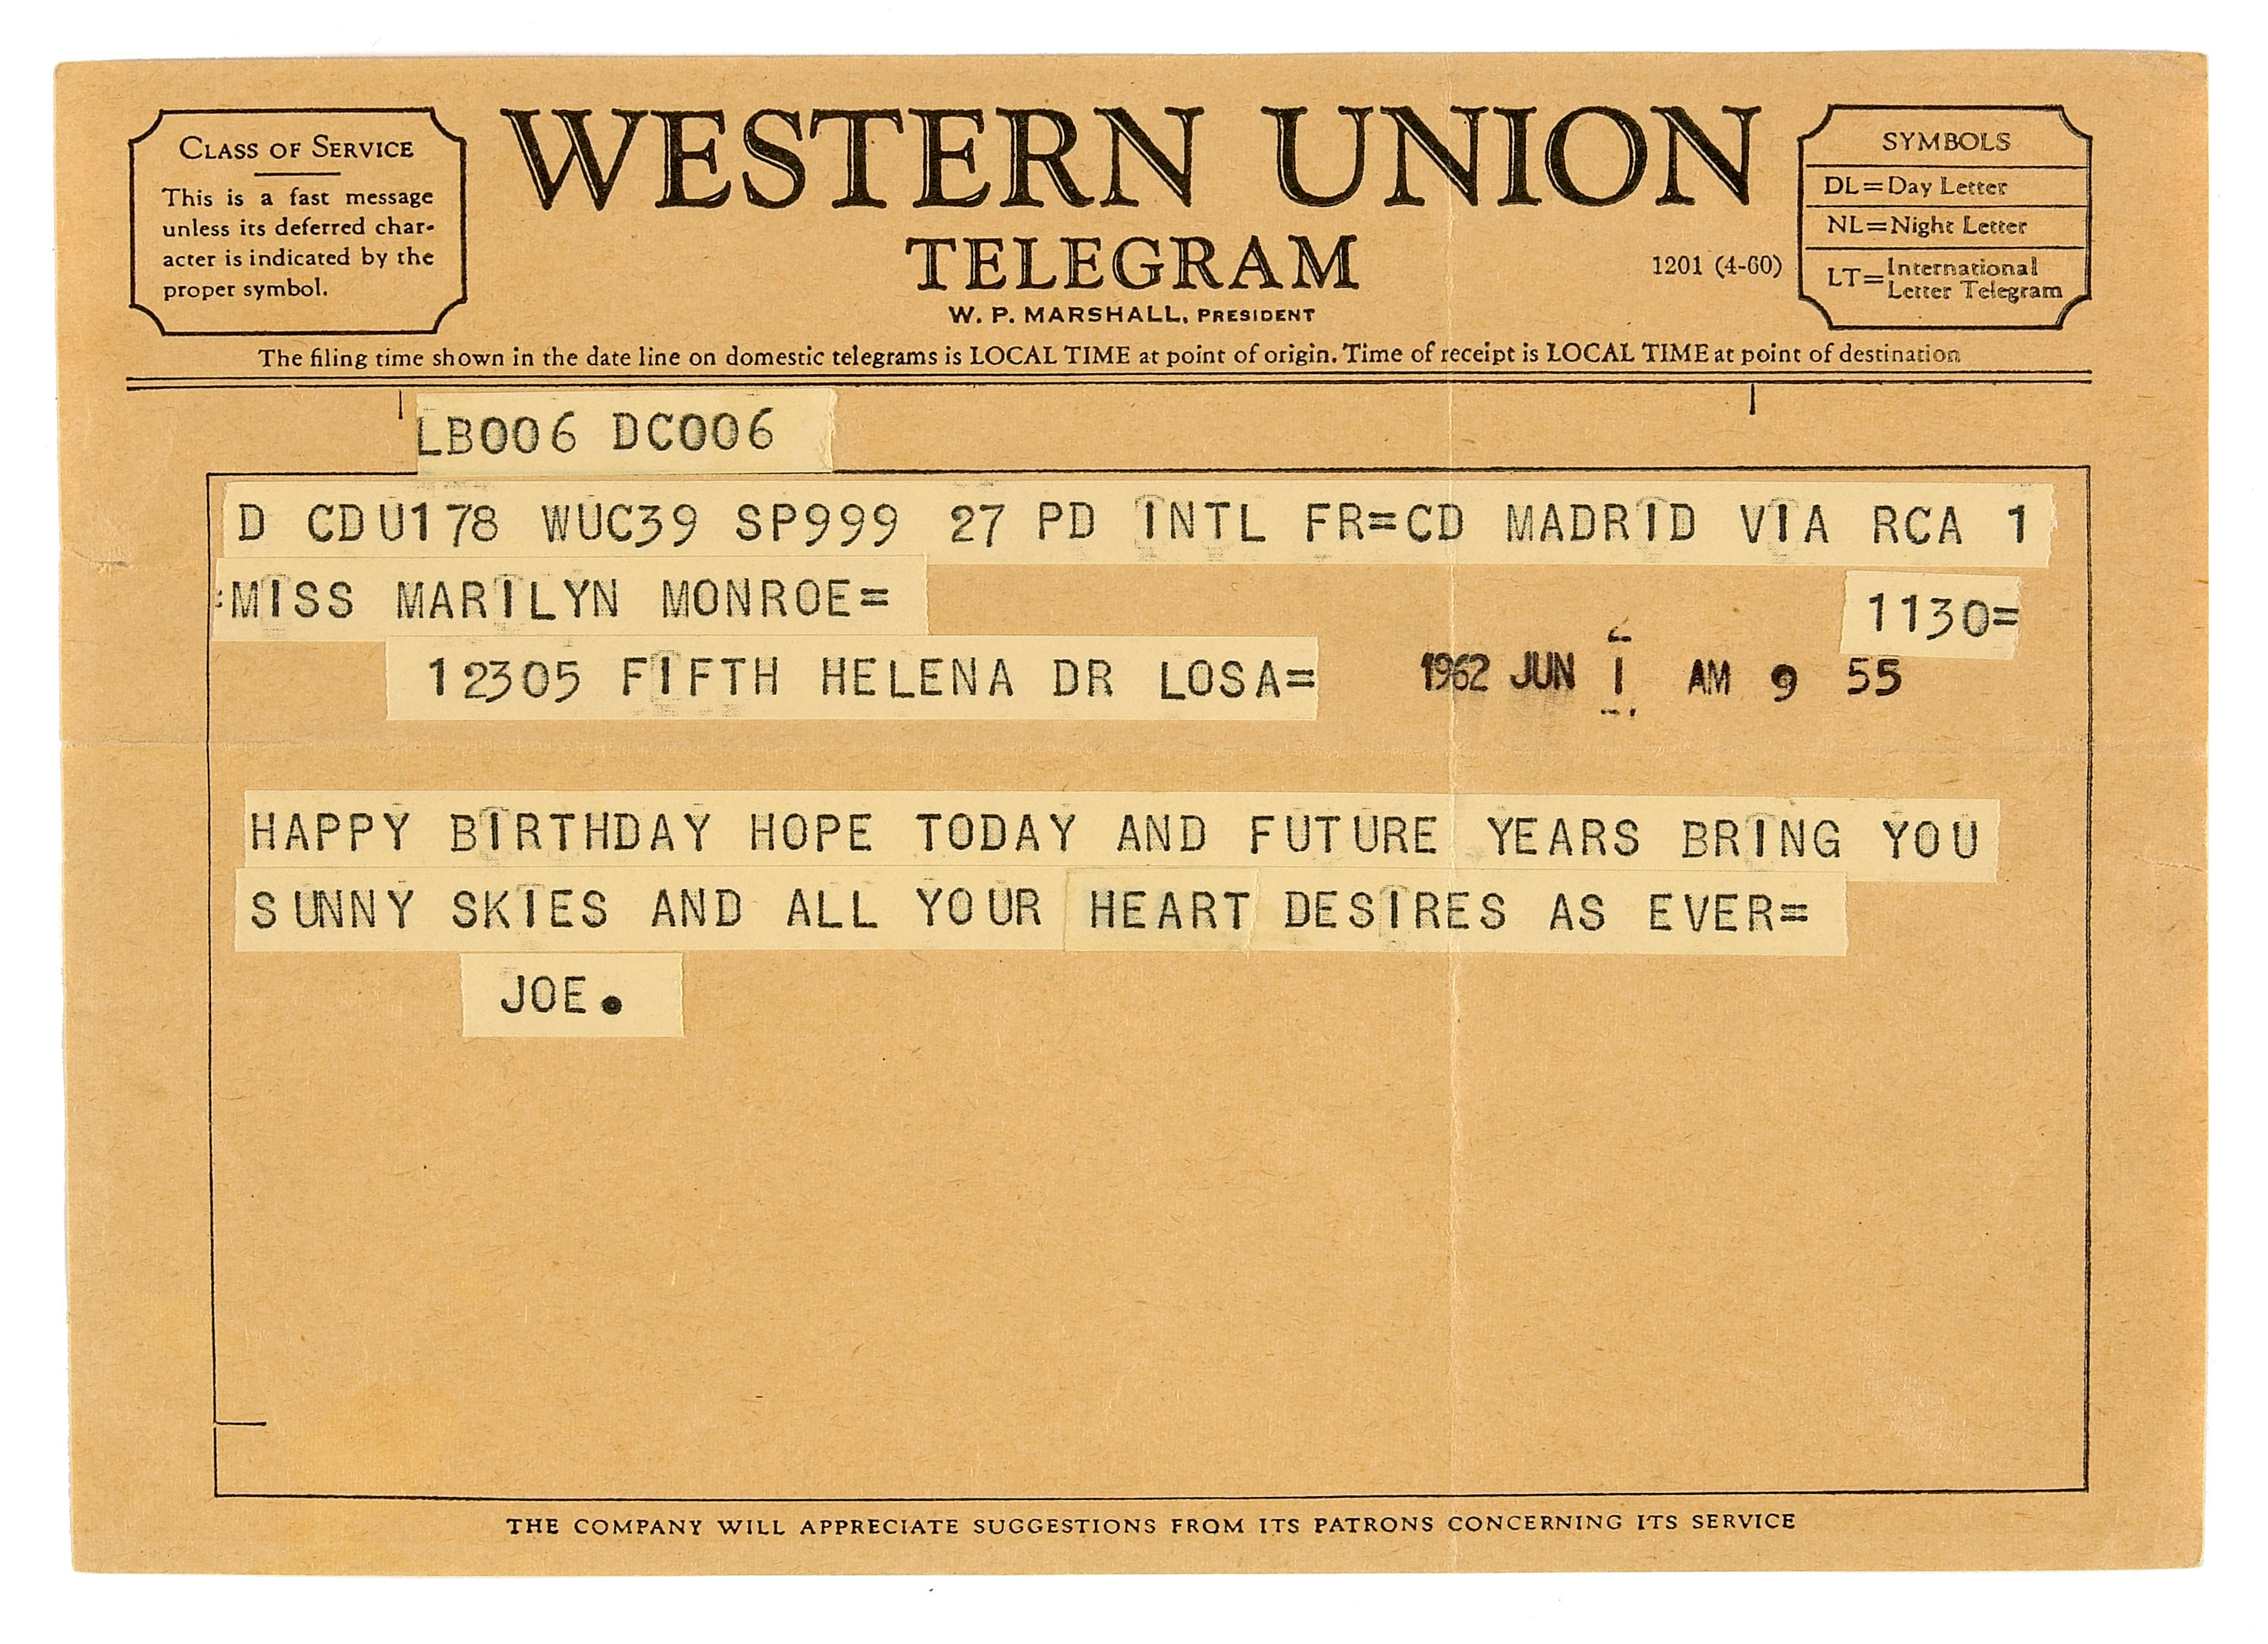 CLASS OF SERVICE
This is a fast message
unless its deferred char-
acter is indicated by the
proper symbol.
WESTERN UNION
TELEGRAM
W. P. MARSHALL, PRESIDENT
1201 (4-60)
SYMBOLS
DL=Day Letter
NL=Night Letter
LT=International
Letter Telegram
The filing time shown in the date line on domestic telegrams is LOCAL TIME at point of origin. Time of receipt is LOCAL TIME at point of destination
LB006 DC006
D CDU178 WUC39 SP999 27 PD INTL FR=CD MADRID VIA RCA 1
:MISS MARILYN MONROE=
1130=
12305 FIFTH HELENA DR LOSA=
1962 JUN 1 AM 9 55
HAPPY BIRTHDAY HOPE TODAY AND FUTURE YEARS BRING YOU
SUNNY SKIES AND ALL YOUR HEART DESIRES AS EVER=
JOE.
THE COMPANY WILL APPRECIATE SUGGESTIONS FROM ITS PATRONS CONCERNING ITS SERVICE